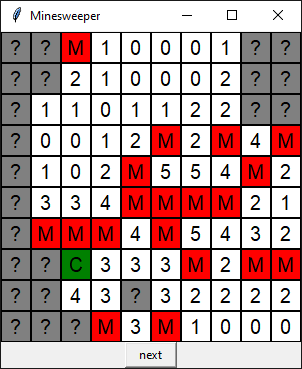 Minesweeper
? ? M 1 0 0 0 1 ? ?
? ? 2 1 0 0 0 2 ? ?
? 1 1 0 1 1 2 2 ? ?
? 0 0 1 2 M 2 M 4 M
? 1 0 2 M 5 5 4 M 2
? 3 3 4 M M M M 2 1
? M M M 4 M 5 4 3 2
? ? C 3 3 3 M 2 M M
? ? 4 3 ? 3 2 2 2 2
? ? ? M 3 M 1 0 0 0
next